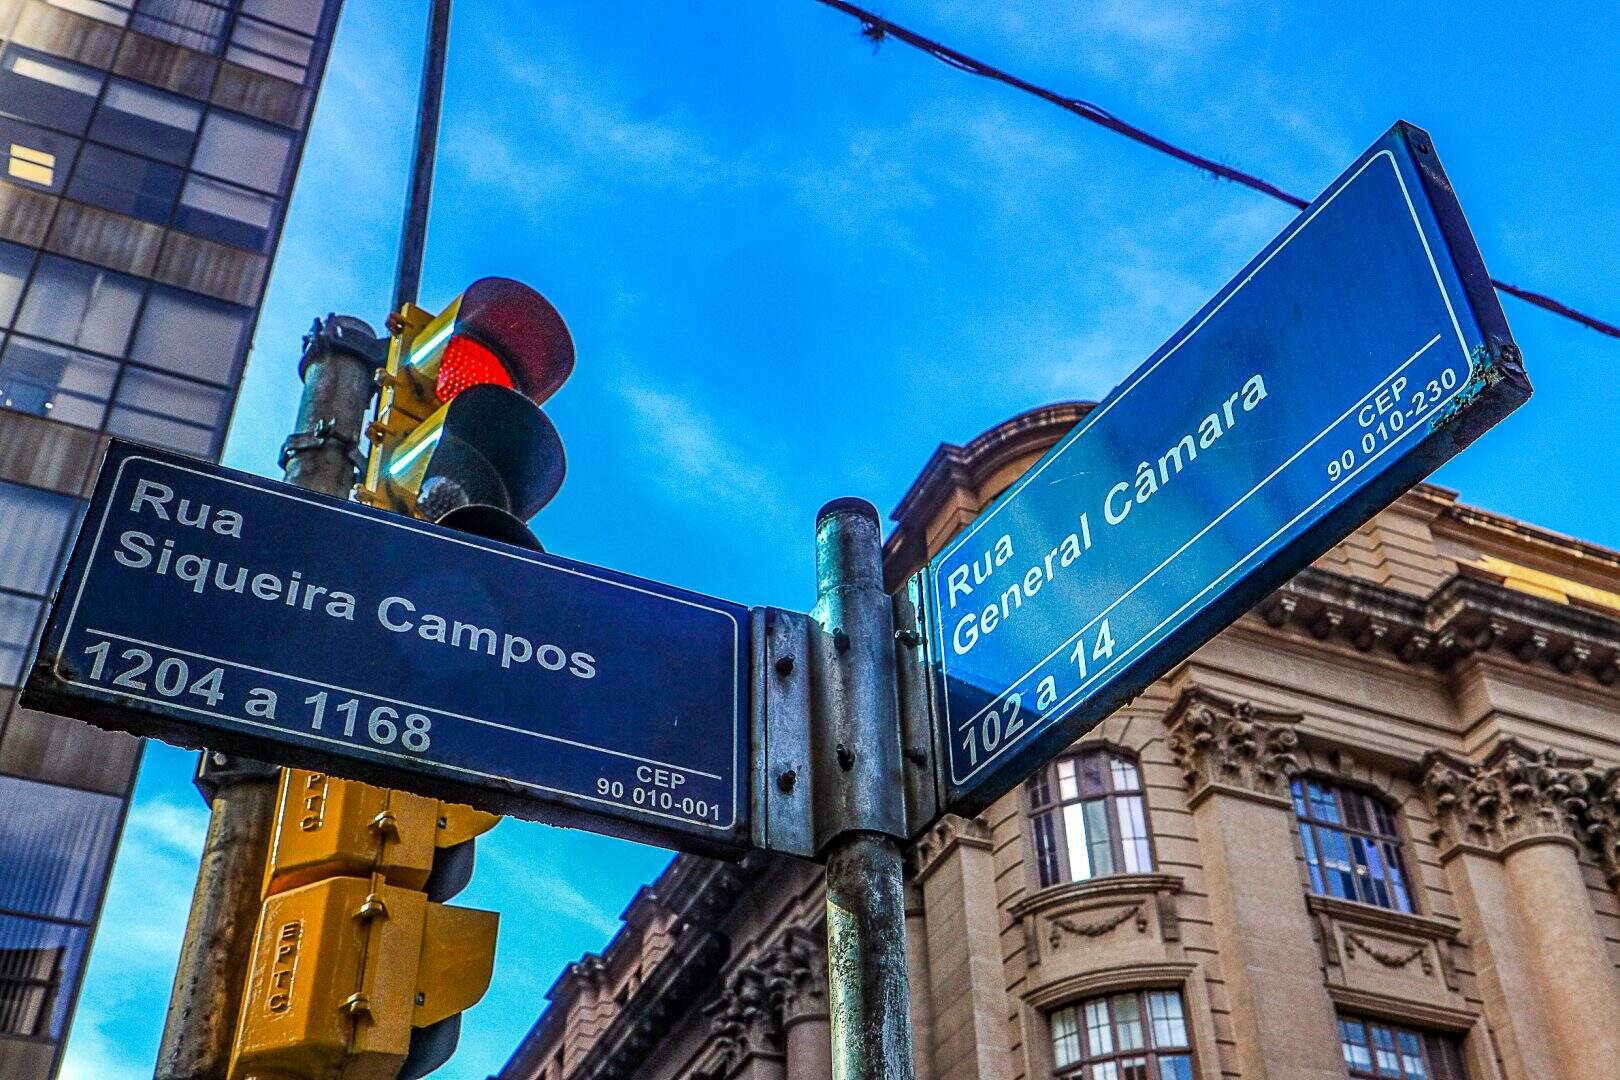 Rua
Siqueira Campos
1204 a 1168
CEP
90 010-001
Rua
General Câmara
102 a 14
CEP
90 010-230
EPTC
EPTC